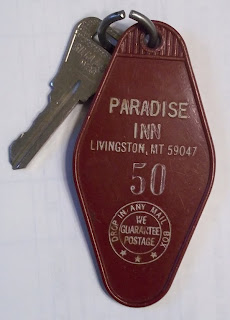 PARADISE
INN
LIVINGSTON, MT 59047
50
DROP IN ANY MAIL BOX
WE
GUARANTEE
POSTAGE